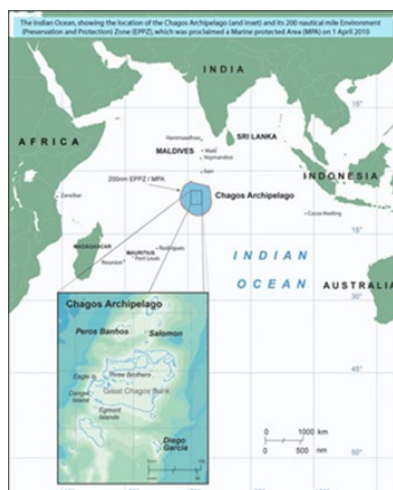 The Indian Ocean, showing the location of the Chagos Archipelago (and inset) and its 200 nautical mile Environment
(Preservation and Protection) Zone (EPPZ), which was proclaimed a Marine protected Area (MPA) on 1 April 2010
INDIA
15°
AFRICA
Hanimaadhoo
SRI LANKA
MALDIVES
Male
Veymandoo
Gan
INDONESIA
200nm EPPZ / MPA
Chagos Archipelago
Zanzibar
Cocos Keeling
15°
MADAGASCAR
MAURITIUS
Rodrigues
Port Louis
Reunion
INDIAN
OCEAN
AUSTRALIA
30°
Chagos Archipelago
Peros Banhos
Salomon
Eagle Is
Three Brothers
Great Chagos Bank
Danger
Island
Egmont
Islands
Diego
Garcia
45°
0 1000 km
0 500 nm
50°